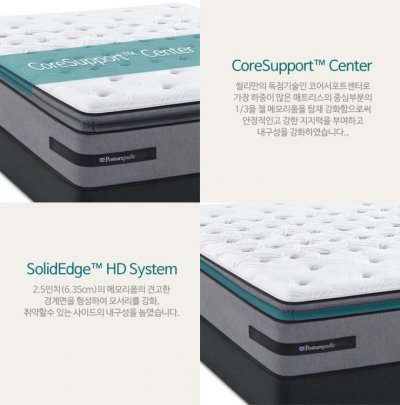 CoreSupport™ Center
CoreSupport™ Center
씰리만의 독점기술인 코어서포트센터로
가장 하중이 많은 매트리스의 중심부분의
1/3을 젤 메모리폼을 탑재 강화함으로써
안정적인고 강한 지지력을 부여하고
내구성을 강화하였습니다.,
Posturepedic
SolidEdge™ HD System
2.5인치(6.35cm)의 메모리폼의 견고한
경계면을 형성하여 모서리를 강화,
취약할수 있는 사이드의 내구성을 높였습니다.
Posturepedic